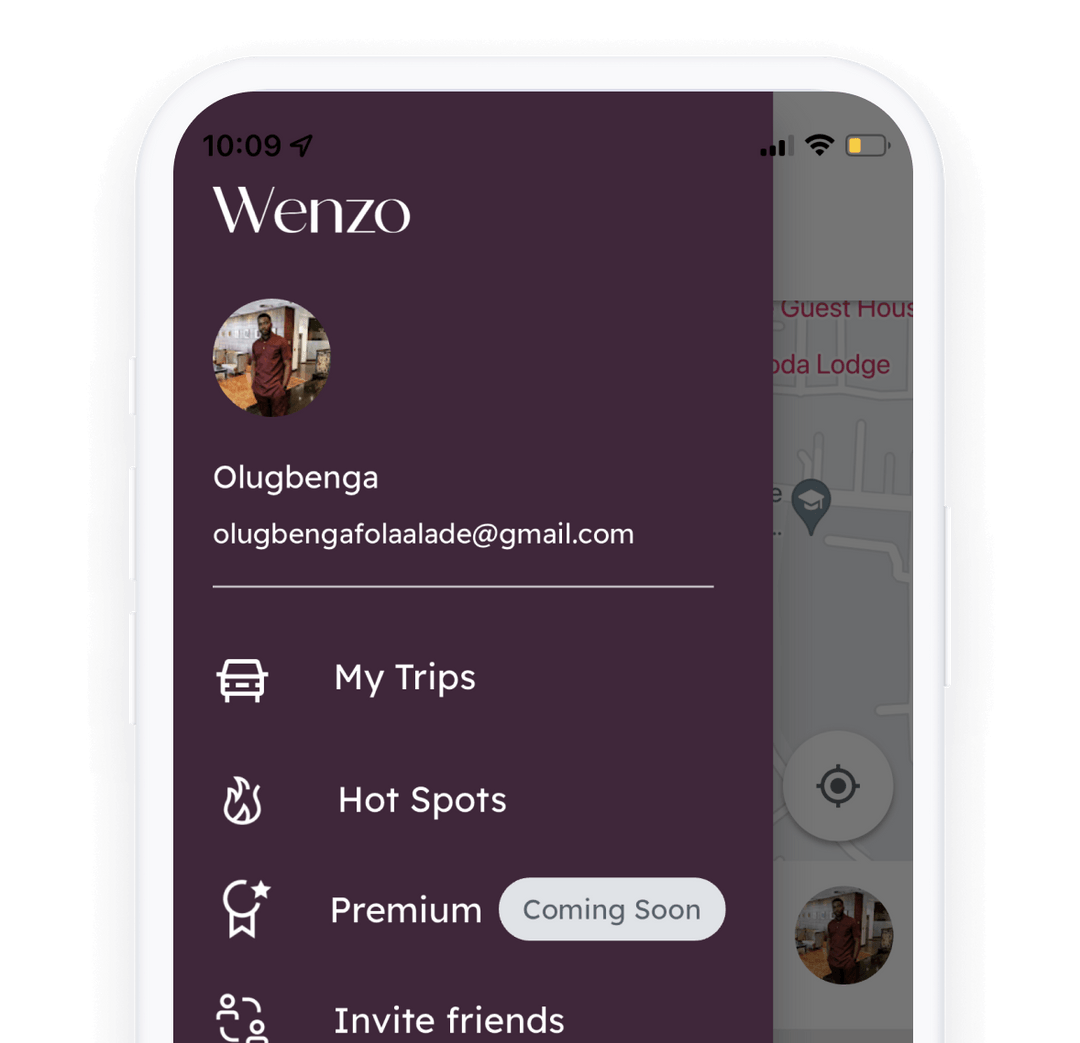 10:09
Wenzo
Guest Hous
oda Lodge
Olugbenga
e
olugbengafolaalade@gmail.com
..
My Trips
Hot Spots
Premium Coming Soon
Invite friends